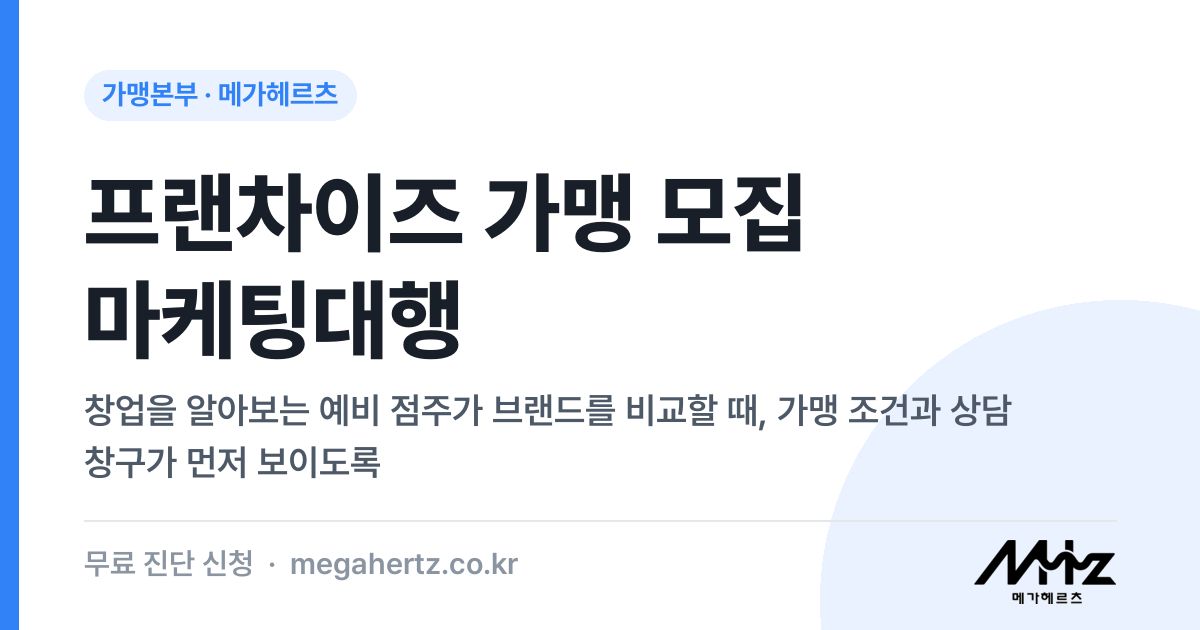 가맹본부 · 메가헤르츠
프랜차이즈 가맹 모집
마케팅대행
창업을 알아보는 예비 점주가 브랜드를 비교할 때, 가맹 조건과 상담
창구가 먼저 보이도록
무료 진단 신청 · megahertz.co.kr
MHz
메가헤르츠